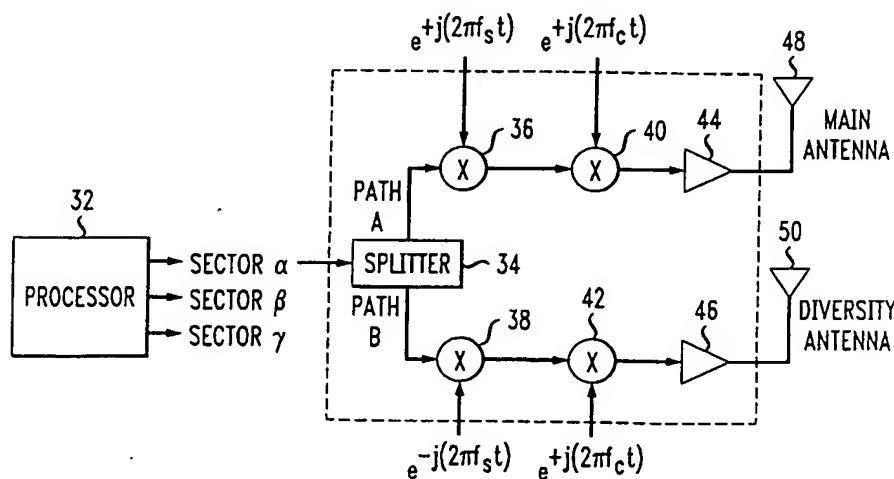 e+j(2πfst) e+j(2πfct)
48
36 40 44 MAIN
ANTENNA
X X
PATH
A
32
50
PROCESSOR
SECTOR α
SECTOR β
SECTOR γ
SPLITTER 34
PATH
B
38 42 46 DIVERSITY
ANTENNA
X X
e-j(2πfst) e+j(2πfct)